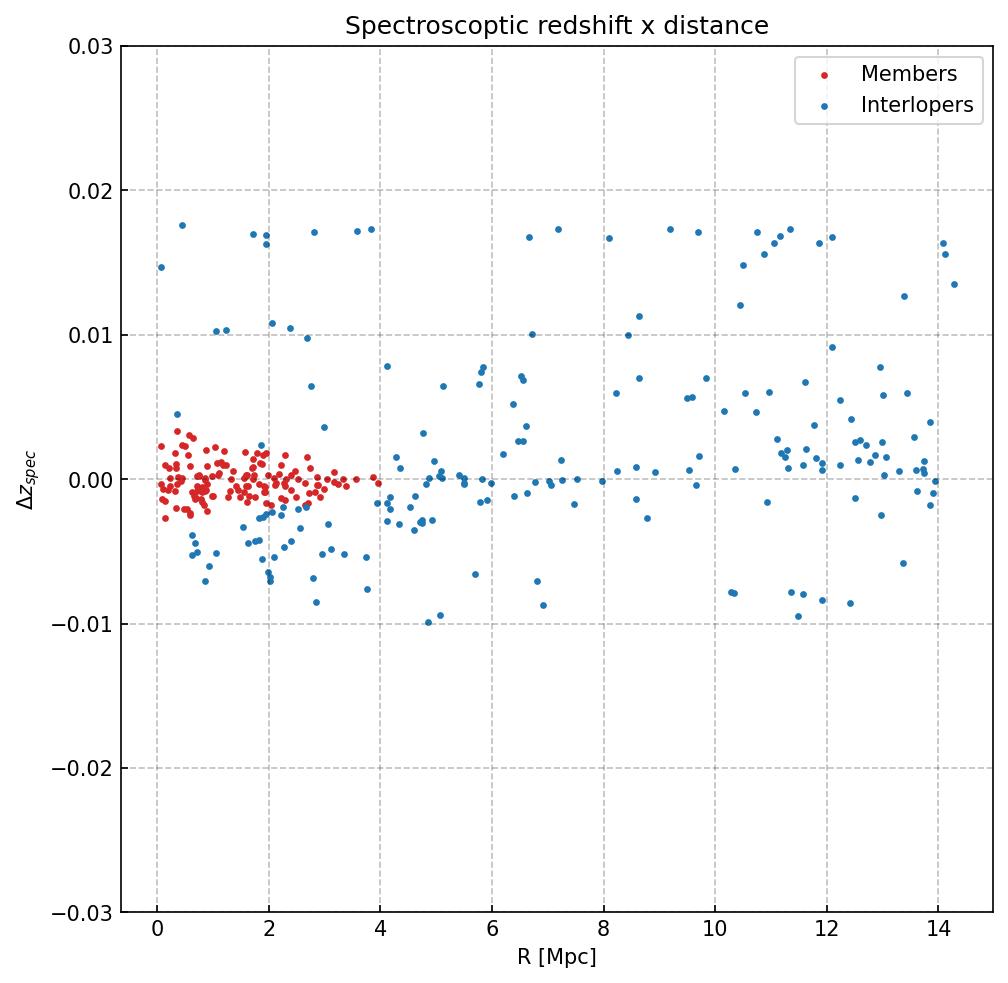 Spectroscoptic redshift x distance
Members
Interlopers
0.03
0.02
0.01
0.00
−0.01
−0.02
−0.03
Δz_spec
0 2 4 6 8 10 12 14
R [Mpc]